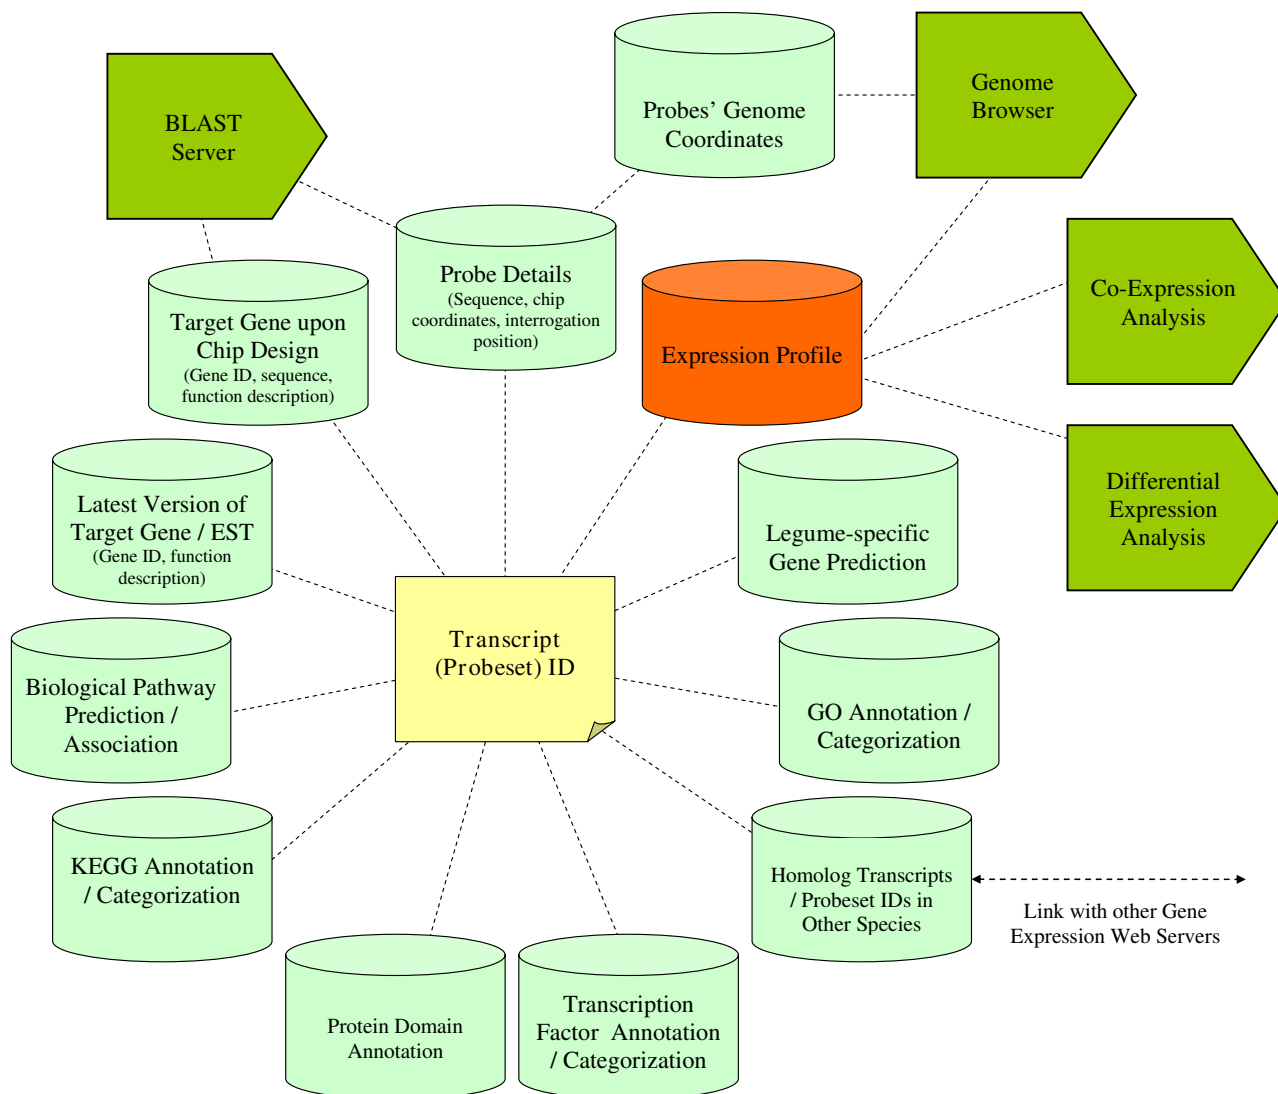 BLAST
Server
Probes’ Genome
Coordinates
Genome
Browser
Probe Details
(Sequence, chip
coordinates, interrogation
position)
Target Gene upon
Chip Design
(Gene ID, sequence,
function description)
Expression Profile
Co-Expression
Analysis
Differential
Expression
Analysis
Latest Version of
Target Gene / EST
(Gene ID, function
description)
Legume-specific
Gene Prediction
Transcript
(Probeset) ID
Biological Pathway
Prediction /
Association
GO Annotation /
Categorization
KEGG Annotation
/ Categorization
Homolog Transcripts
/ Probeset IDs in
Other Species
Link with other Gene
Expression Web Servers
Protein Domain
Annotation
Transcription
Factor Annotation
/ Categorization